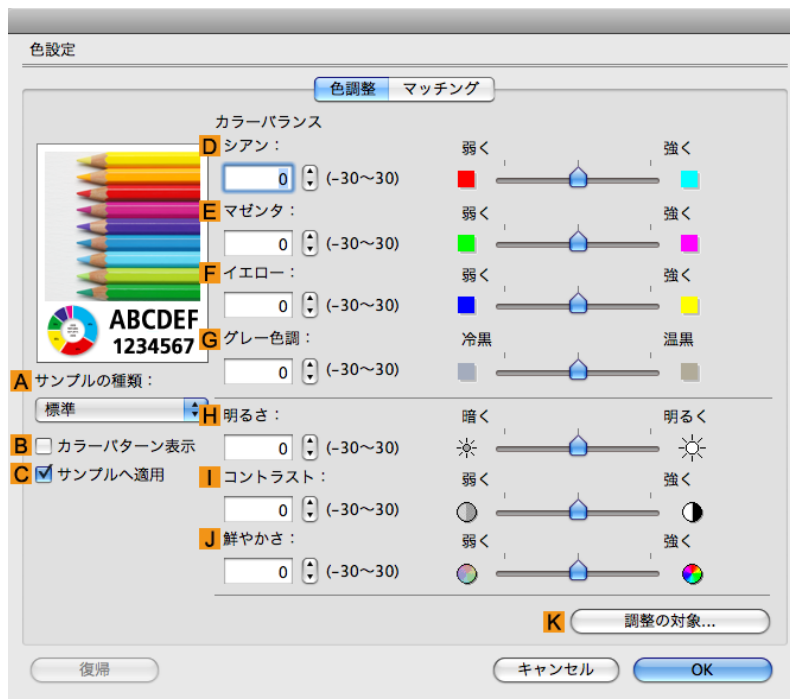 色設定
色調整 マッチング
カラーバランス
D シアン： 弱く 強く
0 (-30～30)
E マゼンタ： 弱く 強く
0 (-30～30)
F イエロー： 弱く 強く
0 (-30～30)
G グレー色調： 冷黒 温黒
0 (-30～30)
ABCDEF
1234567
A サンプルの種類：
標準
B カラーパターン表示
C サンプルへ適用
H 明るさ： 暗く 明るく
0 (-30～30)
I コントラスト： 弱く 強く
0 (-30～30)
J 鮮やかさ： 弱く 強く
0 (-30～30)
K 調整の対象...
復帰 キャンセル OK